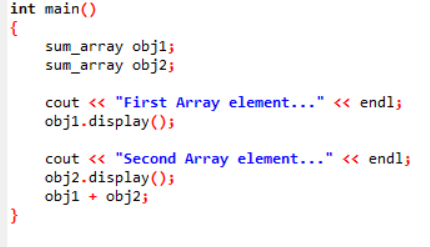 int main()
{
    sum_array obj1;
    sum_array obj2;
    cout << "First Array element..." << endl;
    obj1.display();
    cout << "Second Array element..." << endl;
    obj2.display();
    obj1 + obj2;
}